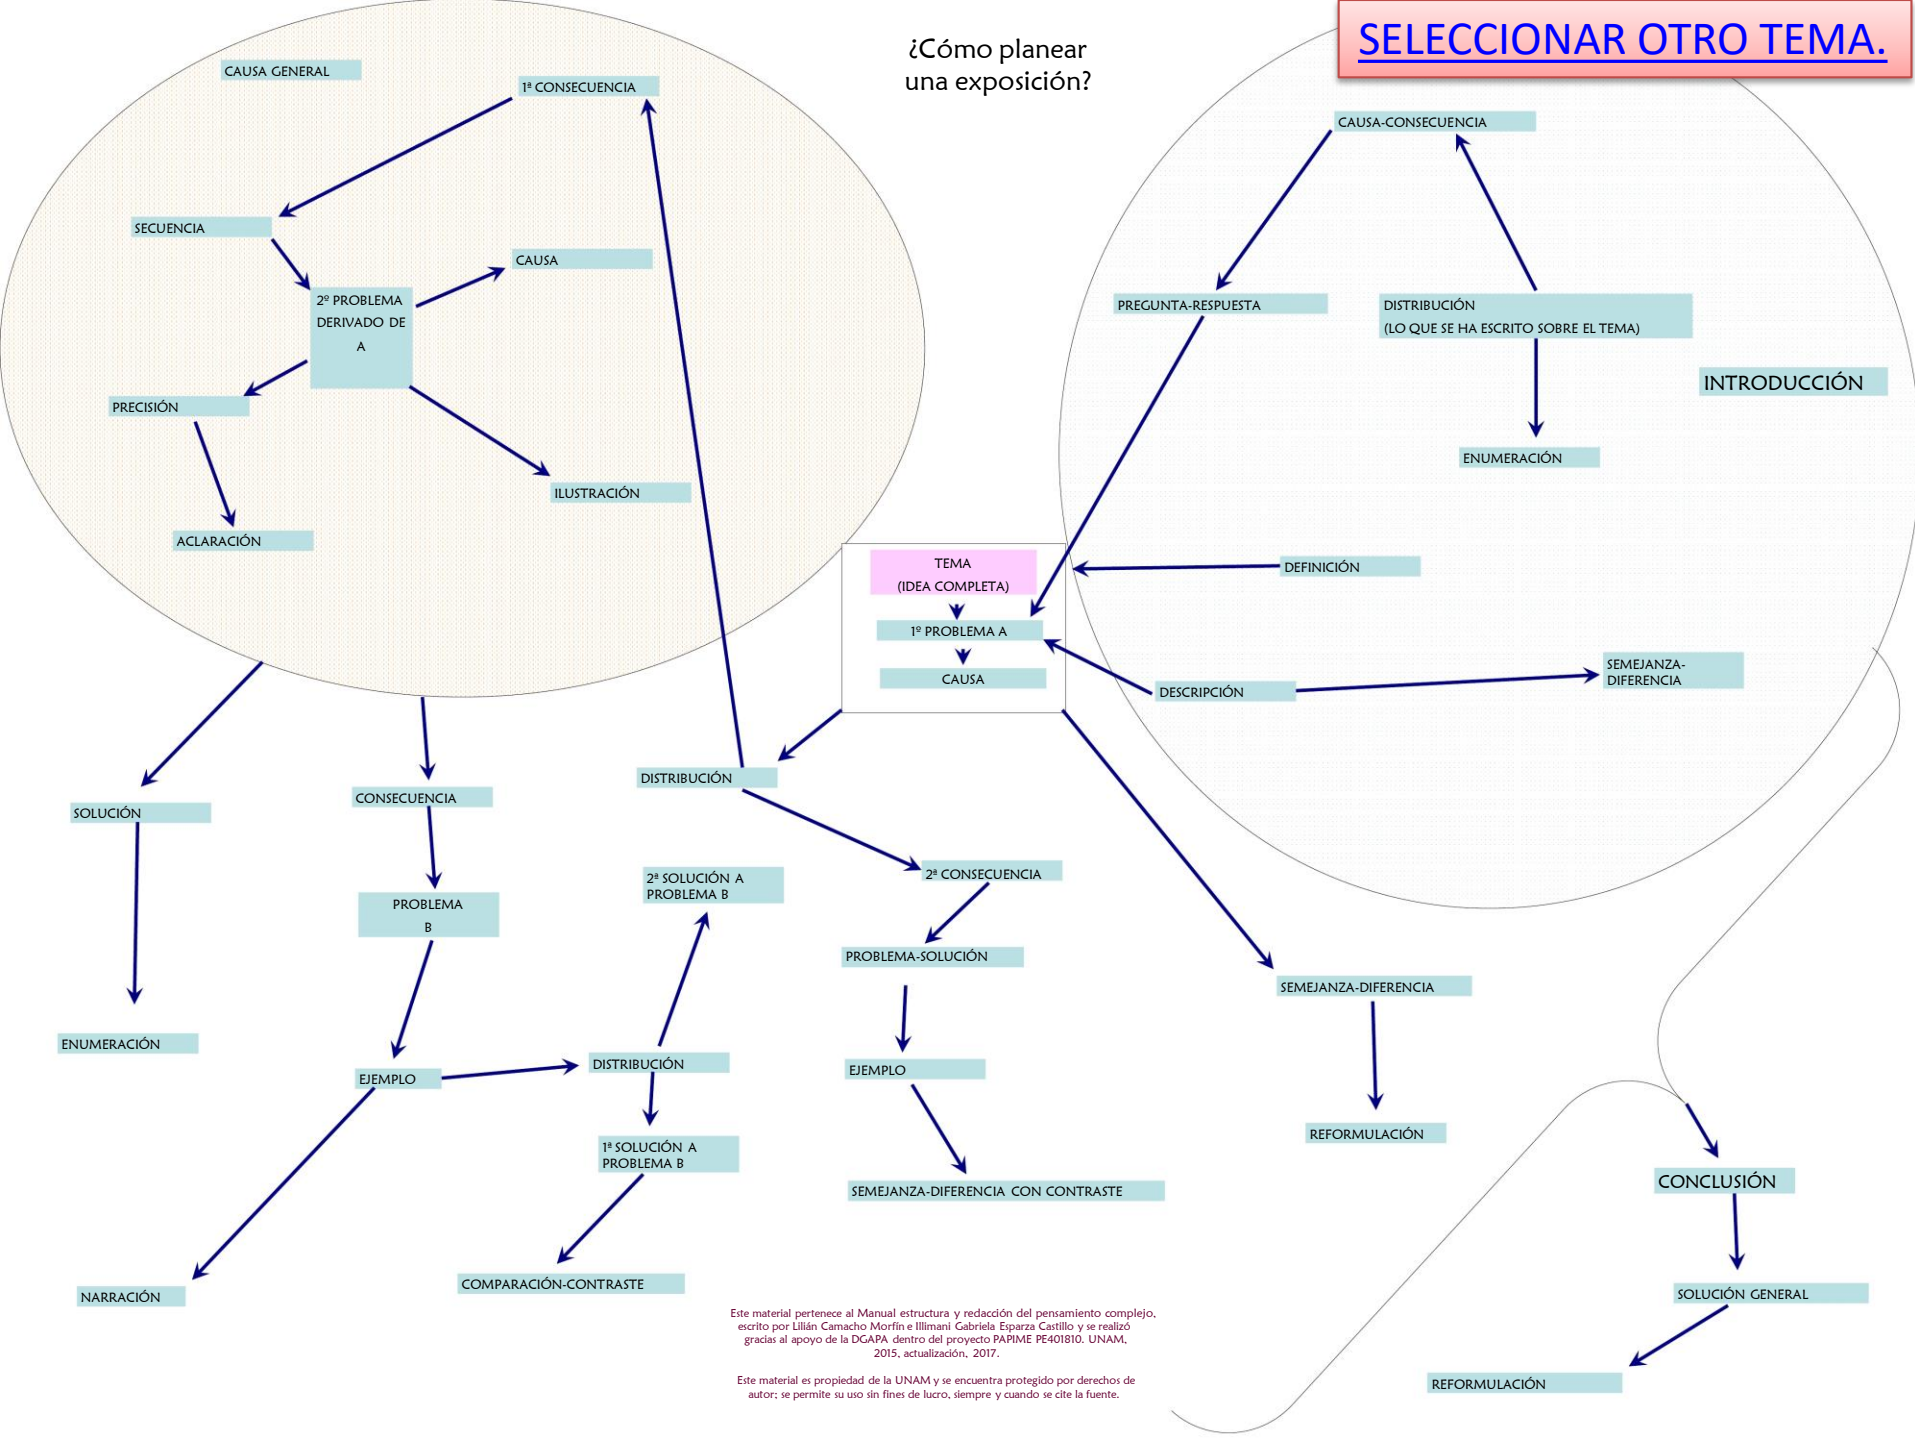 ¿Cómo planear
una exposición?
SELECCIONAR OTRO TEMA.
CAUSA GENERAL
1ª CONSECUENCIA
SECUENCIA
CAUSA
2º PROBLEMA
DERIVADO DE
A
PRECISIÓN
ILUSTRACIÓN
ACLARACIÓN
CAUSA-CONSECUENCIA
PREGUNTA-RESPUESTA
DISTRIBUCIÓN
(LO QUE SE HA ESCRITO SOBRE EL TEMA)
INTRODUCCIÓN
ENUMERACIÓN
DEFINICIÓN
TEMA
(IDEA COMPLETA)
1º PROBLEMA A
CAUSA
DESCRIPCIÓN
SEMEJANZA-
DIFERENCIA
SOLUCIÓN
CONSECUENCIA
DISTRIBUCIÓN
2ª SOLUCIÓN A
PROBLEMA B
2ª CONSECUENCIA
PROBLEMA
B
PROBLEMA-SOLUCIÓN
SEMEJANZA-DIFERENCIA
ENUMERACIÓN
EJEMPLO
DISTRIBUCIÓN
EJEMPLO
1ª SOLUCIÓN A
PROBLEMA B
REFORMULACIÓN
SEMEJANZA-DIFERENCIA CON CONTRASTE
CONCLUSIÓN
NARRACIÓN
COMPARACIÓN-CONTRASTE
SOLUCIÓN GENERAL
REFORMULACIÓN
Este material pertenece al Manual estructura y redacción del pensamiento complejo,
escrito por Lilián Camacho Morfín e Illimani Gabriela Esparza Castillo y se realizó
gracias al apoyo de la DGAPA dentro del proyecto PAPIME PE401810. UNAM,
2015, actualización, 2017.
Este material es propiedad de la UNAM y se encuentra protegido por derechos de
autor; se permite su uso sin fines de lucro, siempre y cuando se cite la fuente.